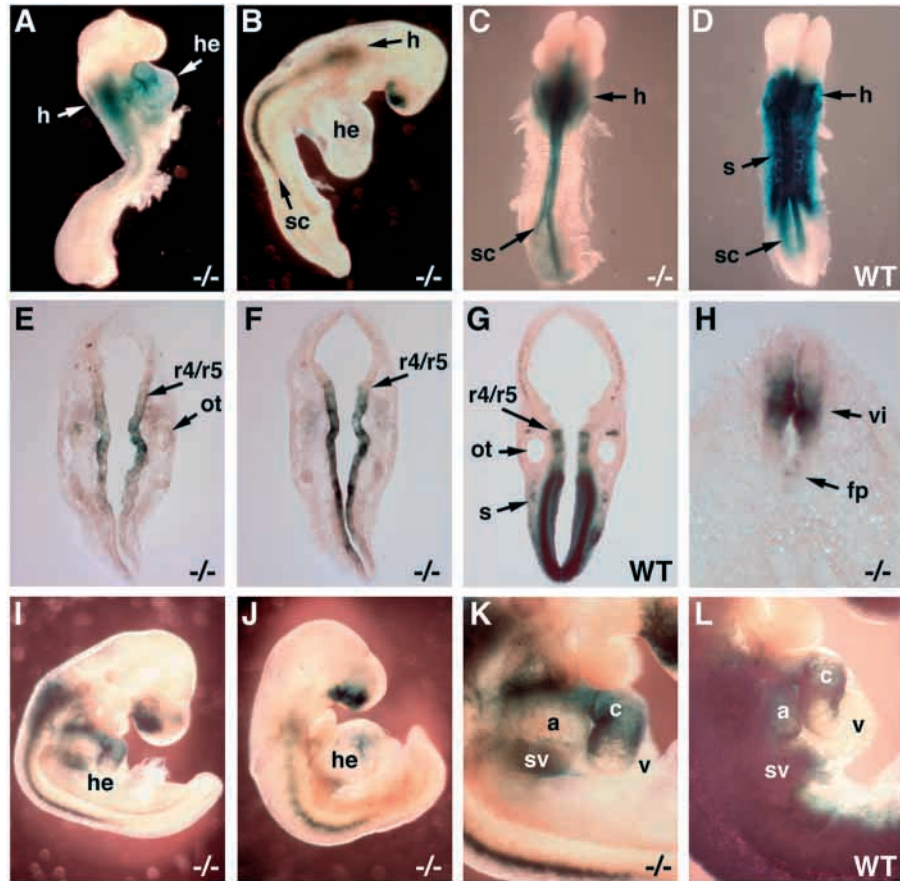 A
he
h
-/-
B
h
he
sc
-/-
C
h
sc
-/-
D
h
s
sc
WT
E
r4/r5
ot
-/-
F
r4/r5
-/-
G
r4/r5
ot
s
WT
H
vi
fp
-/-
I
he
-/-
J
he
-/-
K
c
a
sv
v
-/-
L
c
a
v
sv
WT